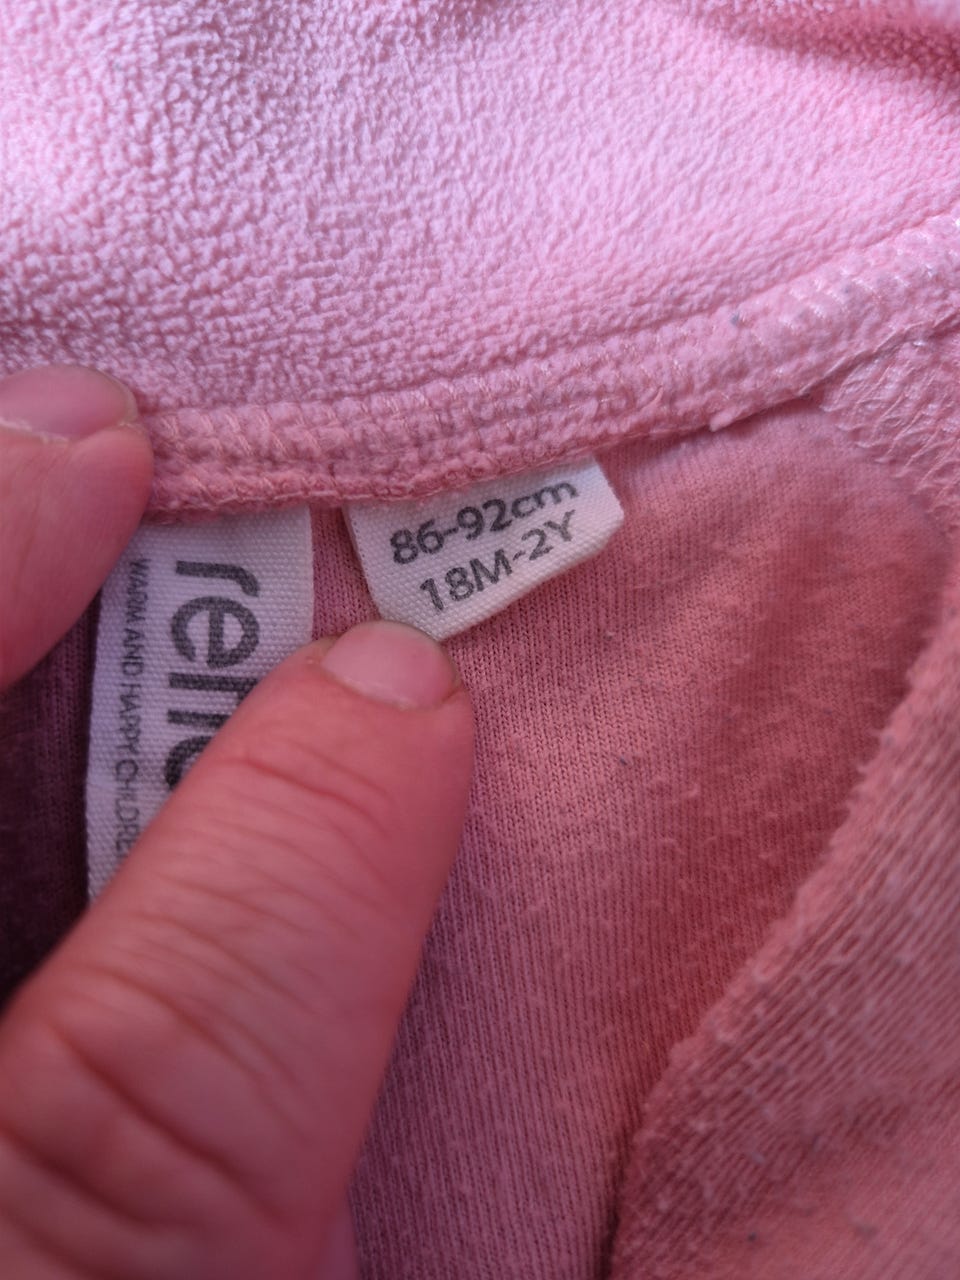 86-92cm
18M-2Y
WARM AND HAPPY